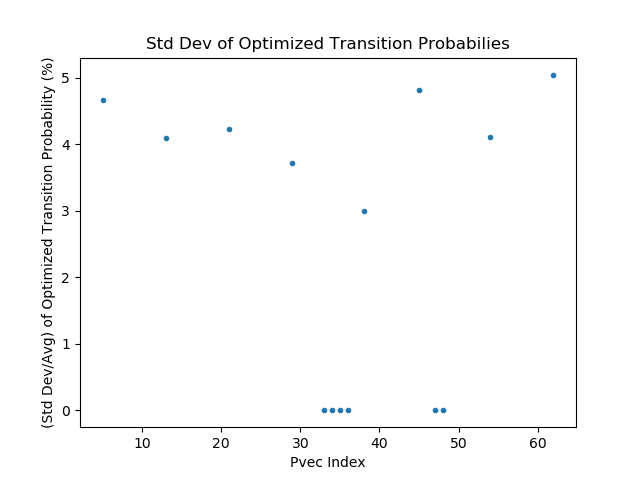 Std Dev of Optimized Transition Probabilies
(Std Dev/Avg) of Optimized Transition Probability (%)
5
4
3
2
1
0
10 20 30 40 50 60
Pvec Index